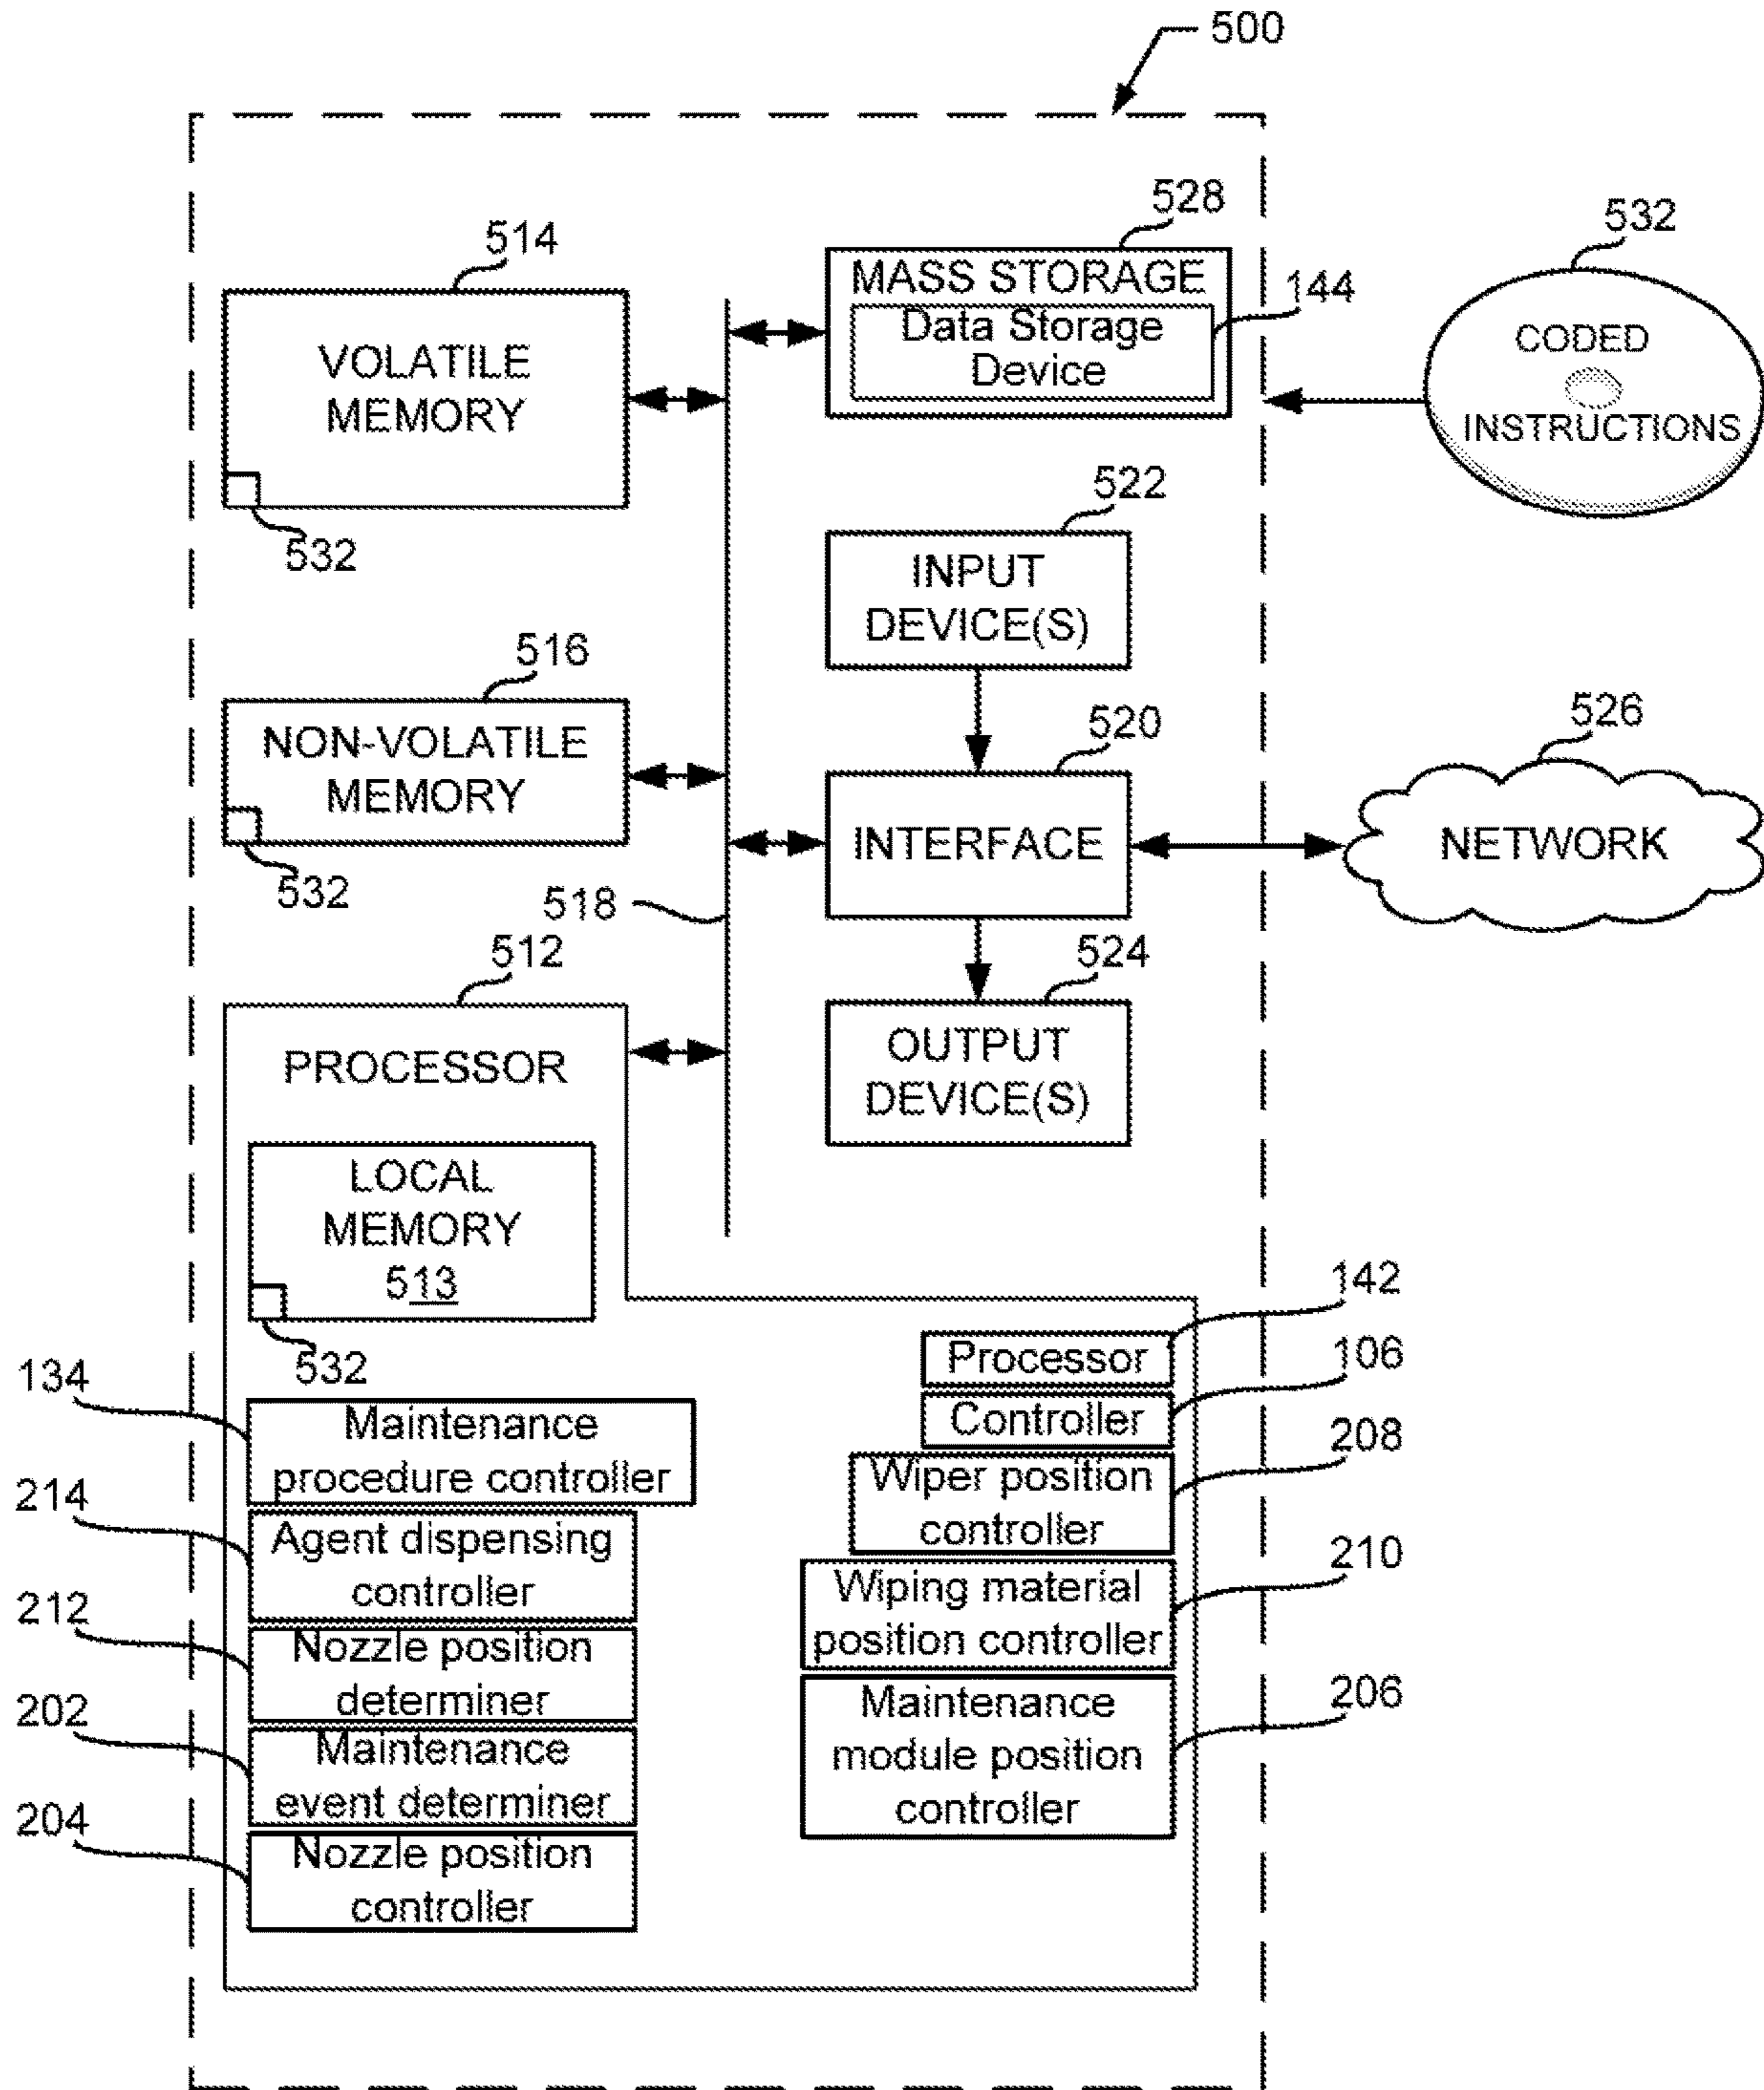 500
528
532
514
MASS STORAGE
144
Data Storage
Device
CODED
INSTRUCTIONS
VOLATILE
MEMORY
532
522
INPUT
DEVICE(S)
516
520
526
NON-VOLATILE
MEMORY
INTERFACE
NETWORK
532
518
512
524
PROCESSOR
OUTPUT
DEVICE(S)
LOCAL
MEMORY
513
532
142
Processor
106
Controller
134
Maintenance
procedure controller
208
Wiper position
controller
214
Agent dispensing
controller
210
Wiping material
position controller
212
Nozzle position
determiner
206
Maintenance
module position
controller
202
Maintenance
event determiner
204
Nozzle position
controller